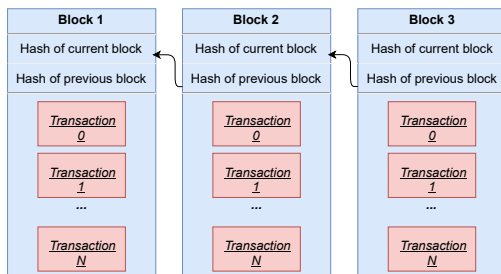 Block 1
Hash of current block
Hash of previous block
Transaction
0
Transaction
1
...
Transaction
N
Block 2
Hash of current block
Hash of previous block
Transaction
0
Transaction
1
...
Transaction
N
Block 3
Hash of current block
Hash of previous block
Transaction
0
Transaction
1
...
Transaction
N